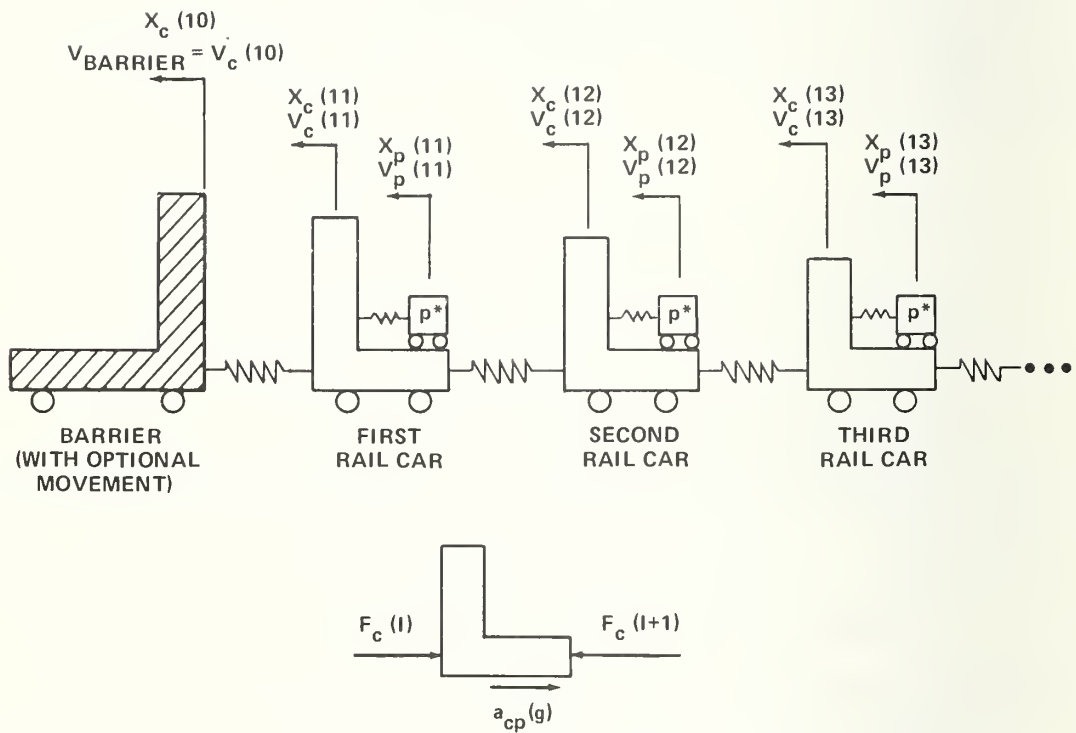 X_c (10)
V_BARRIER = V_c (10)
X_c (11)
V_c (11)
X_p (11)
V_p (11)
X_c (12)
V_c (12)
X_p (12)
V_p (12)
X_c (13)
V_c (13)
X_p (13)
V_p (13)
p*
p*
p*
BARRIER
(WITH OPTIONAL
MOVEMENT)
FIRST
RAIL CAR
SECOND
RAIL CAR
THIRD
RAIL CAR
F_c (I)
F_c (I+1)
a_cp (g)